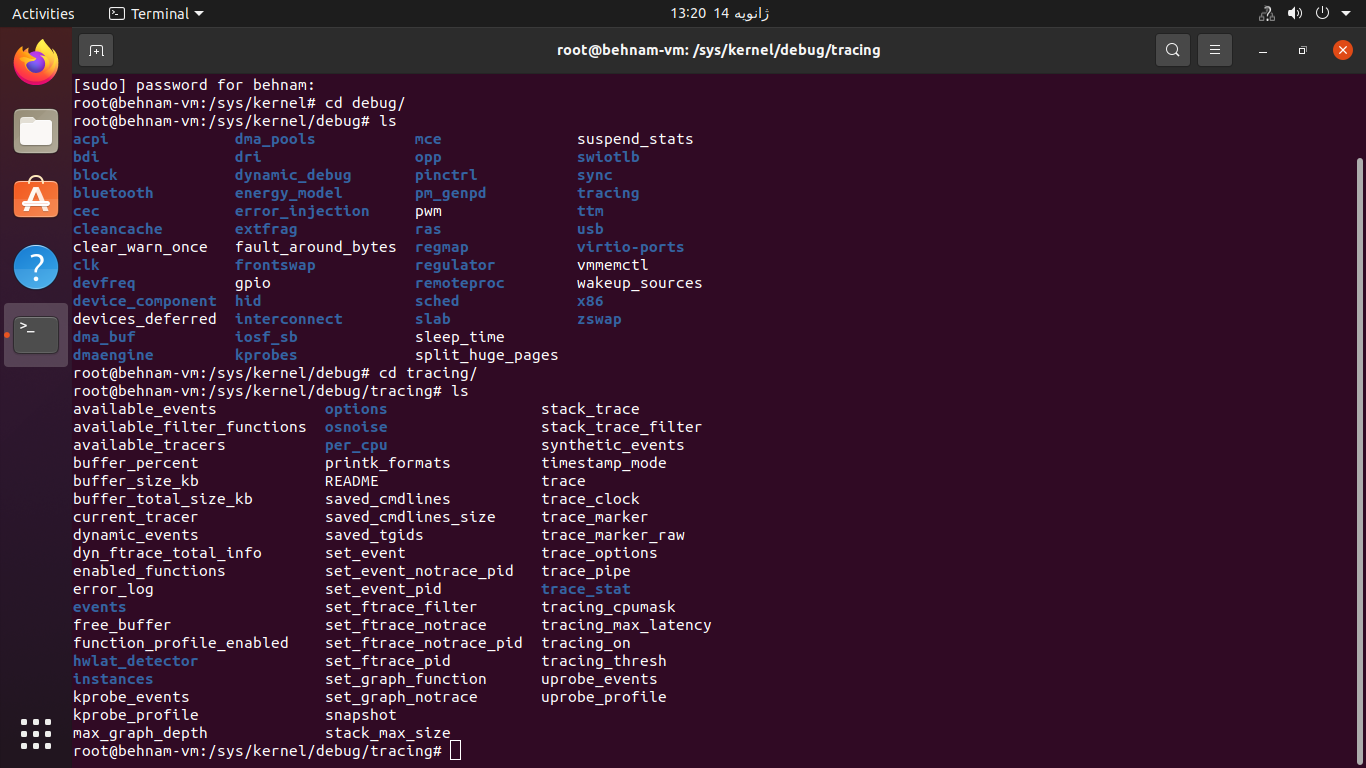 Activities Terminal 13:20 14 ژانویه
root@behnam-vm: /sys/kernel/debug/tracing
[sudo] password for behnam:
root@behnam-vm:/sys/kernel# cd debug/
root@behnam-vm:/sys/kernel/debug# ls
acpi dma_pools mce suspend_stats
bdi dri opp swiotlb
block dynamic_debug pinctrl sync
bluetooth energy_model pm_genpd tracing
cec error_injection pwm ttm
cleancache extfrag ras usb
clear_warn_once fault_around_bytes regmap virtio-ports
clk frontswap regulator vmmemctl
devfreq gpio remoteproc wakeup_sources
device_component hid sched x86
devices_deferred interconnect slab zswap
dma_buf iosf_sb sleep_time
dmaengine kprobes split_huge_pages
root@behnam-vm:/sys/kernel/debug# cd tracing/
root@behnam-vm:/sys/kernel/debug/tracing# ls
available_events options stack_trace
available_filter_functions osnoise stack_trace_filter
available_tracers per_cpu synthetic_events
buffer_percent printk_formats timestamp_mode
buffer_size_kb README trace
buffer_total_size_kb saved_cmdlines trace_clock
current_tracer saved_cmdlines_size trace_marker
dynamic_events saved_tgids trace_marker_raw
dyn_ftrace_total_info set_event trace_options
enabled_functions set_event_notrace_pid trace_pipe
error_log set_event_pid trace_stat
events set_ftrace_filter tracing_cpumask
free_buffer set_ftrace_notrace tracing_max_latency
function_profile_enabled set_ftrace_notrace_pid tracing_on
hwlat_detector set_ftrace_pid tracing_thresh
instances set_graph_function uprobe_events
kprobe_events set_graph_notrace uprobe_profile
kprobe_profile snapshot
max_graph_depth stack_max_size
root@behnam-vm:/sys/kernel/debug/tracing#